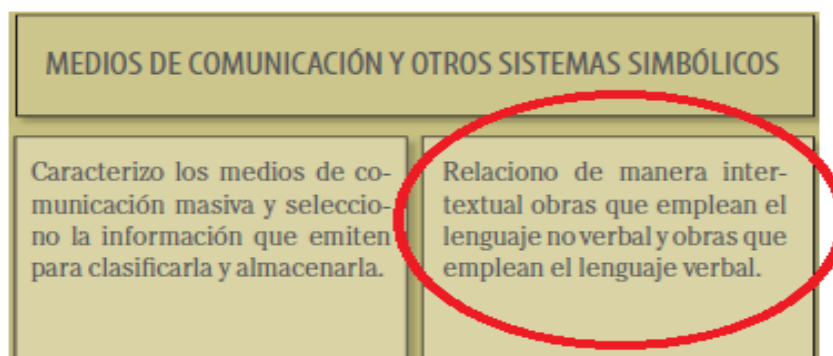 MEDIOS DE COMUNICACIÓN Y OTROS SISTEMAS SIMBÓLICOS
Caracterizo los medios de co-
municación masiva y seleccio-
no la información que emiten
para clasificarla y almacenarla.
Relaciono de manera inter-
textual obras que emplean el
lenguaje no verbal y obras que
emplean el lenguaje verbal.